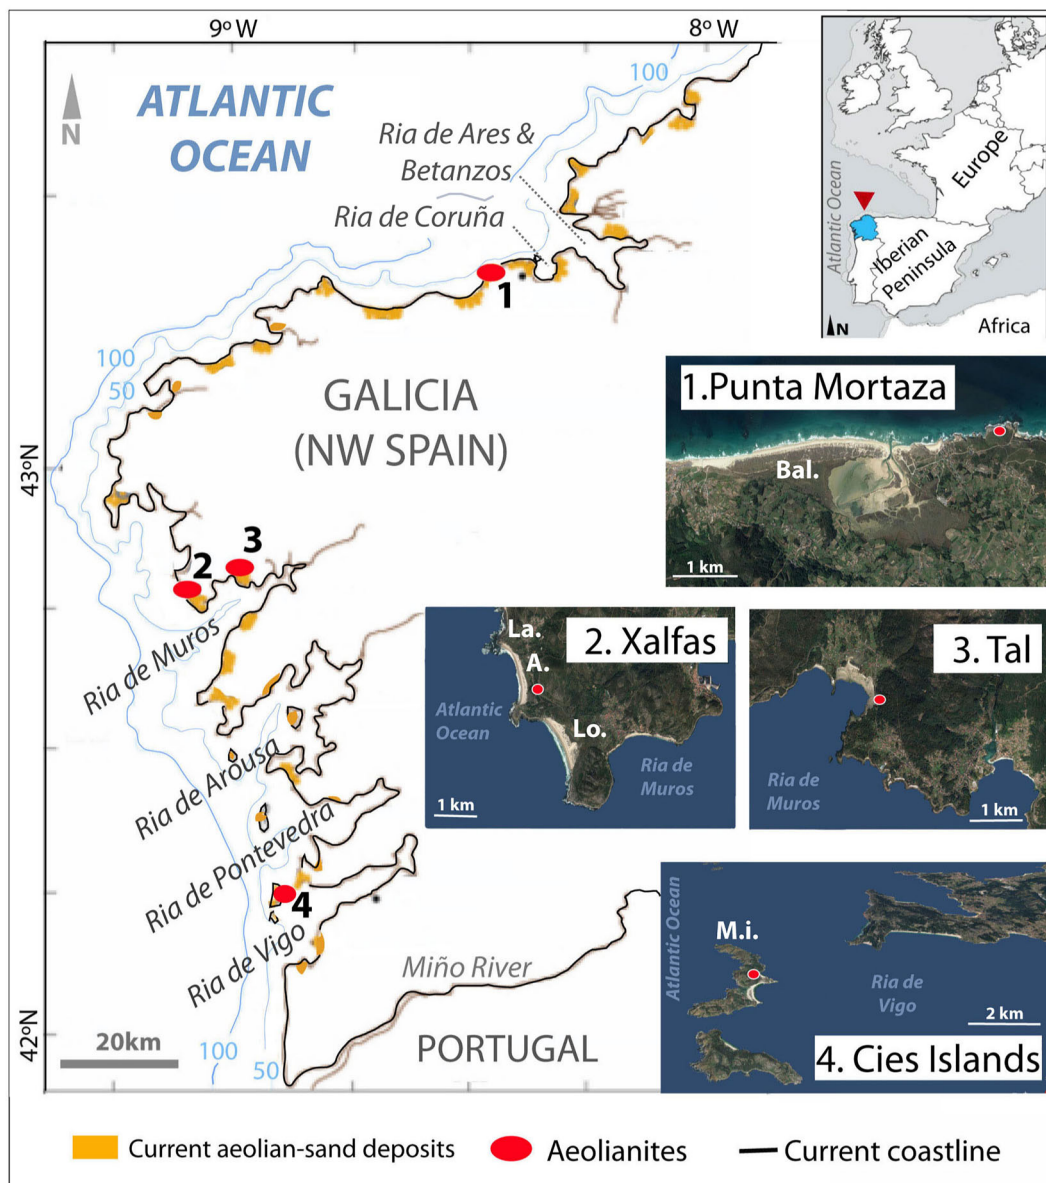 9ºW
8ºW
N
ATLANTIC
OCEAN
100
Ria de Ares &
Betanzos
Ria de Coruña
1
100
50
GALICIA
(NW SPAIN)
43ºN
2
3
Ria de Muros
Ria de Arousa
Ria de Pontevedra
4
Ria de Vigo
Miño River
42ºN
20km
100
50
PORTUGAL
Atlantic Ocean
Europe
Iberian
Peninsula
N
Africa
1.Punta Mortaza
Bal.
1 km
La.
2. Xalfas
A.
Atlantic
Ocean
Lo.
Ria de
Muros
1 km
3. Tal
Ria de
Muros
1 km
Atlantic Ocean
M.i.
Ria de
Vigo
2 km
4. Cies Islands
Current aeolian-sand deposits
Aeolianites
Current coastline